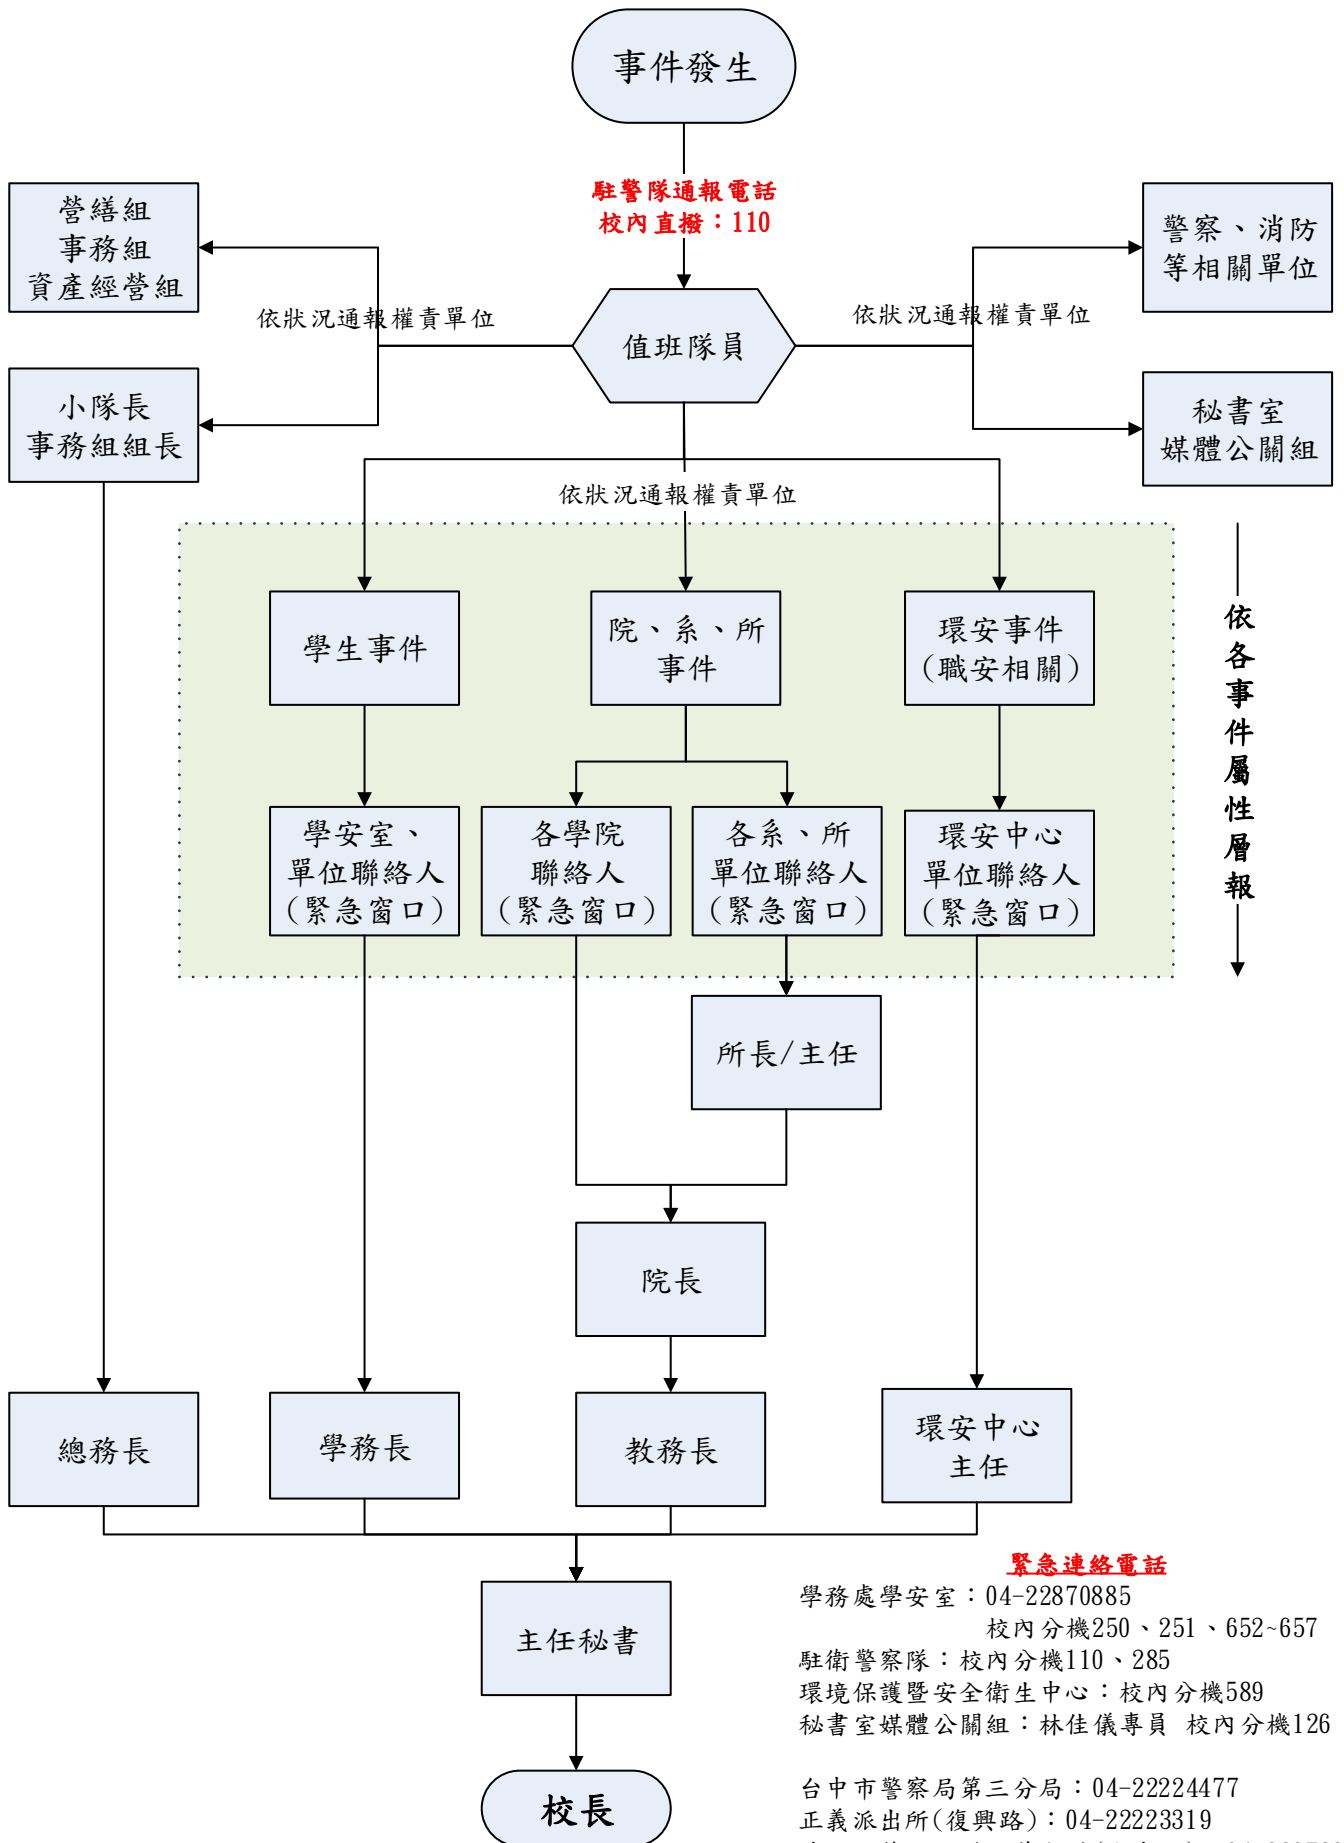 事件發生
駐警隊通報電話
校內直撥：110
營繕組
事務組
資產經營組
警察、消防
等相關單位
依狀況通報權責單位
值班隊員
依狀況通報權責單位
小隊長
事務組組長
秘書室
媒體公關組
依狀況通報權責單位
學生事件
院、系、所
事件
環安事件
(職安相關)
依各事件屬性層報
學安室、
單位聯絡人
(緊急窗口)
各學院
聯絡人
(緊急窗口)
各系、所
單位聯絡人
(緊急窗口)
環安中心
單位聯絡人
(緊急窗口)
所長/主任
院長
總務長
學務長
教務長
環安中心
主任
主任秘書
校長
緊急連絡電話
學務處學安室：04-22870885
校內分機250、251、652~657
駐衛警察隊：校內分機110、285
環境保護暨安全衛生中心：校內分機589
秘書室媒體公關組：林佳儀專員 校內分機126
台中市警察局第三分局：04-22224477
正義派出所(復興路)：04-22223319